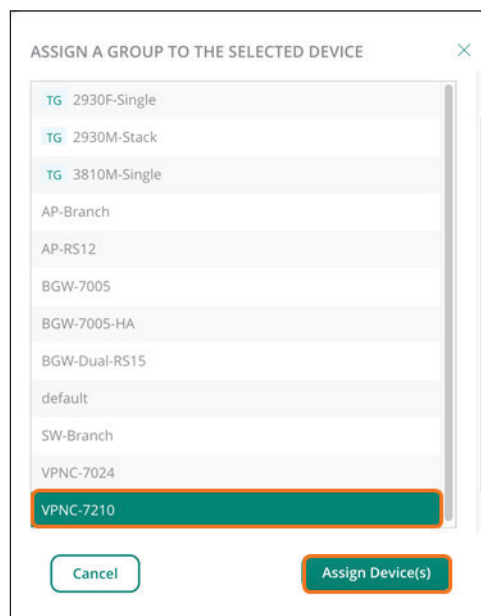 ASSIGN A GROUP TO THE SELECTED DEVICE
TG 2930F-Single
TG 2930M-Stack
TG 3810M-Single
AP-Branch
AP-RS12
BGW-7005
BGW-7005-HA
BGW-Dual-RS15
default
SW-Branch
VPNC-7024
VPNC-7210
Cancel Assign Device(s)